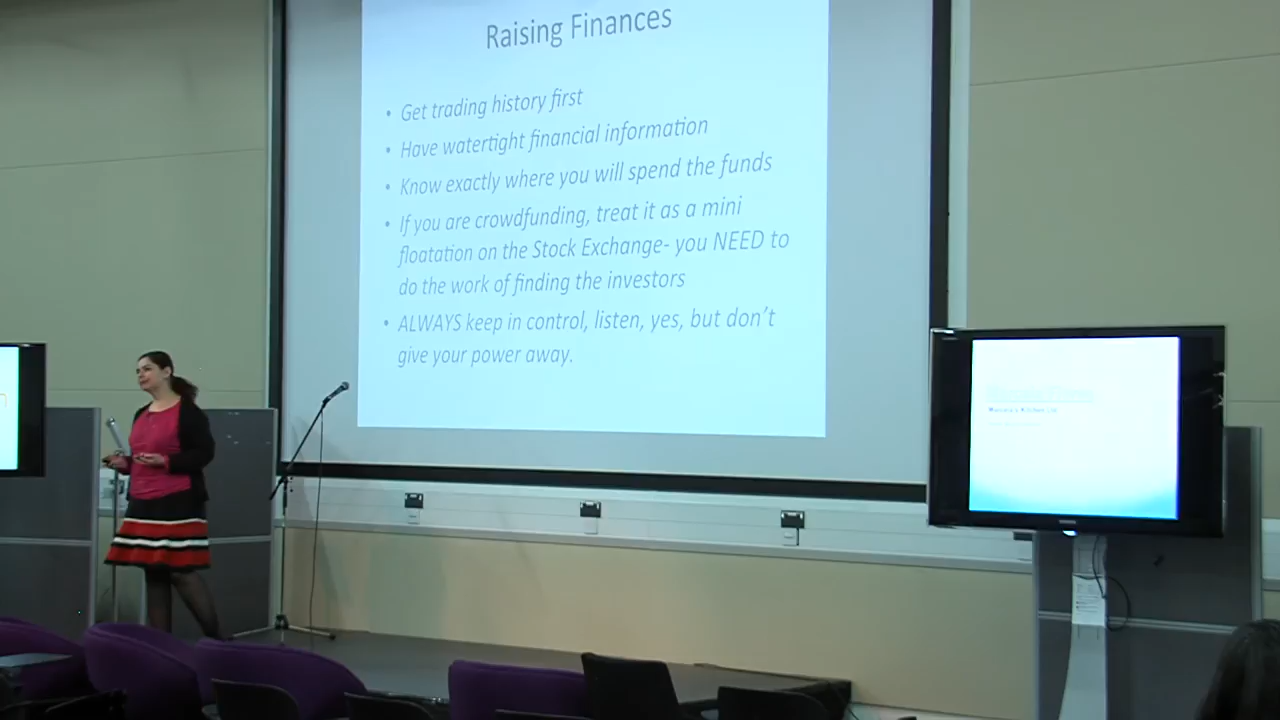 Raising Finances
• Get trading history first
• Have watertight financial information
• Know exactly where you will spend the funds
• If you are crowdfunding, treat it as a mini
floatation on the Stock Exchange- you NEED to
do the work of finding the investors
• ALWAYS keep in control, listen, yes, but don't
give your power away.